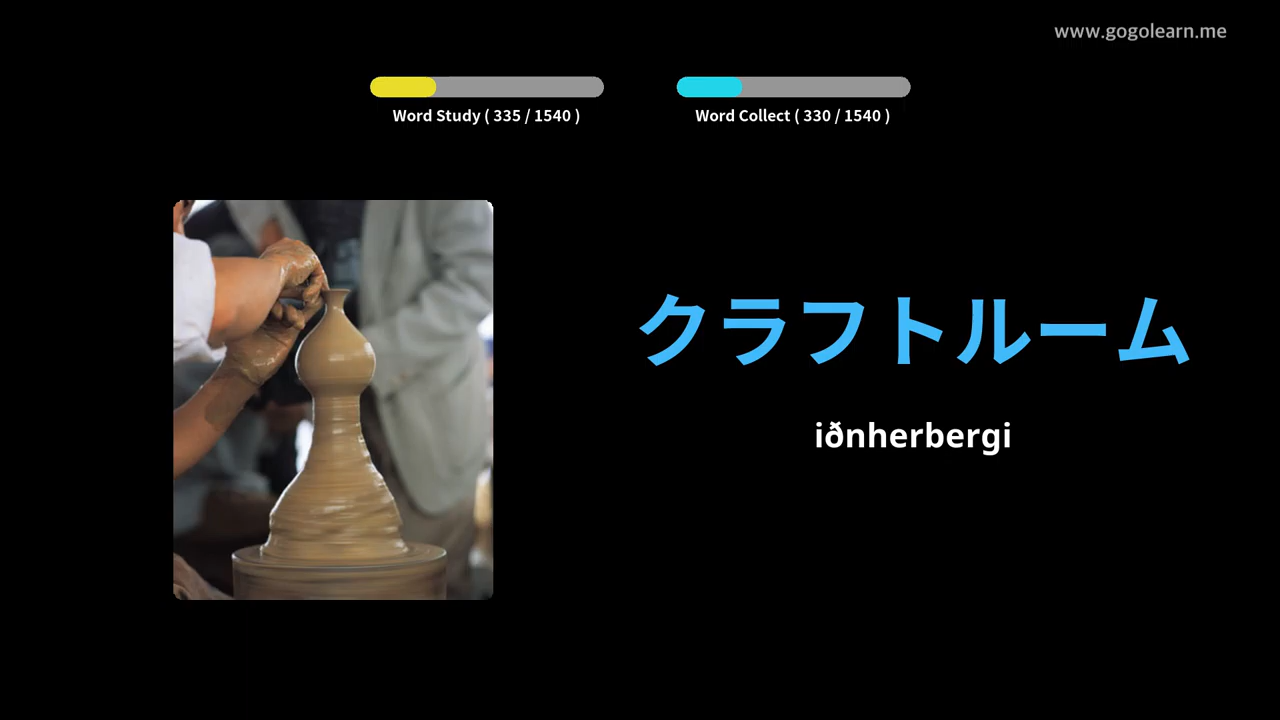 www.gogolearn.me
Word Study ( 335 / 1540 )
Word Collect ( 330 / 1540 )
クラフトルーム
iðnherbergi